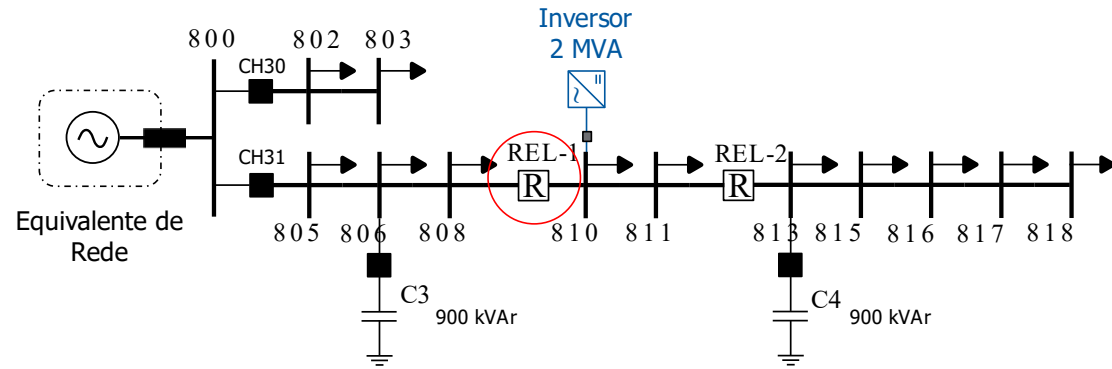 Inversor
2 MVA
800
802
803
CH30
CH31
REL-1
R
REL-2
R
805
806
808
810
811
813
815
816
817
818
Equivalente de
Rede
C3
900 kVAr
C4
900 kVAr